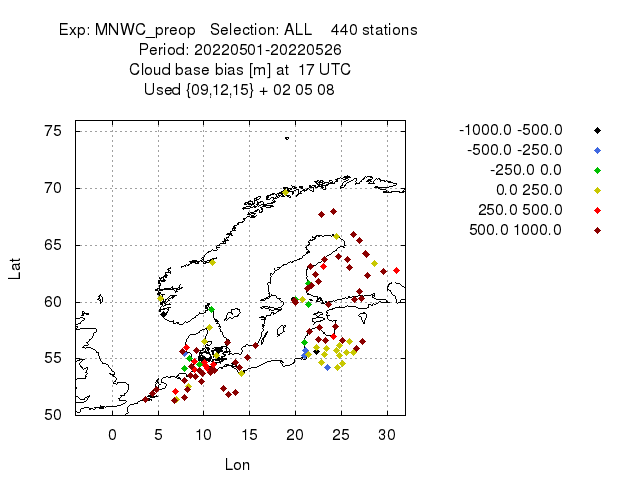 Exp: MNWC_preop   Selection: ALL    440 stations
Period: 20220501-20220526
Cloud base bias [m] at  17 UTC
Used {09,12,15} + 02 05 08
75
70
65
60
55
50
0 5 10 15 20 25 30
Lat
Lon
-1000.0 -500.0
-500.0 -250.0
-250.0 0.0
0.0 250.0
250.0 500.0
500.0 1000.0